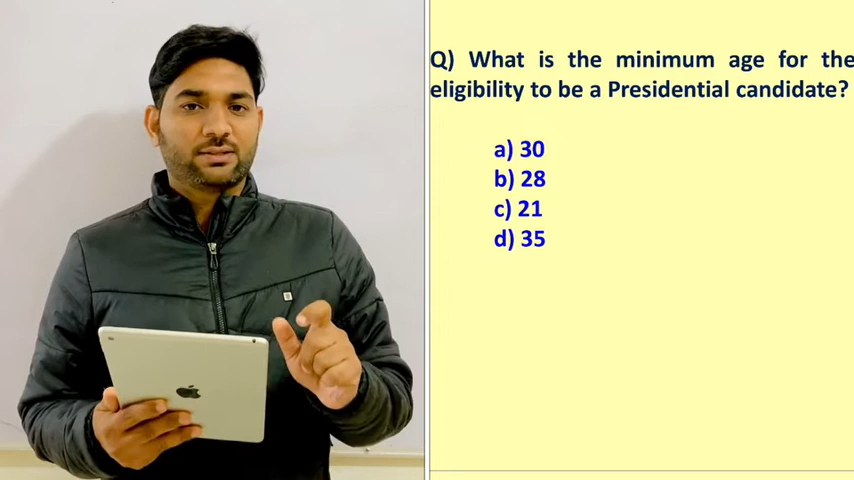 Q) What is the minimum age for the
eligibility to be a Presidential candidate?
a) 30
b) 28
c) 21
d) 35